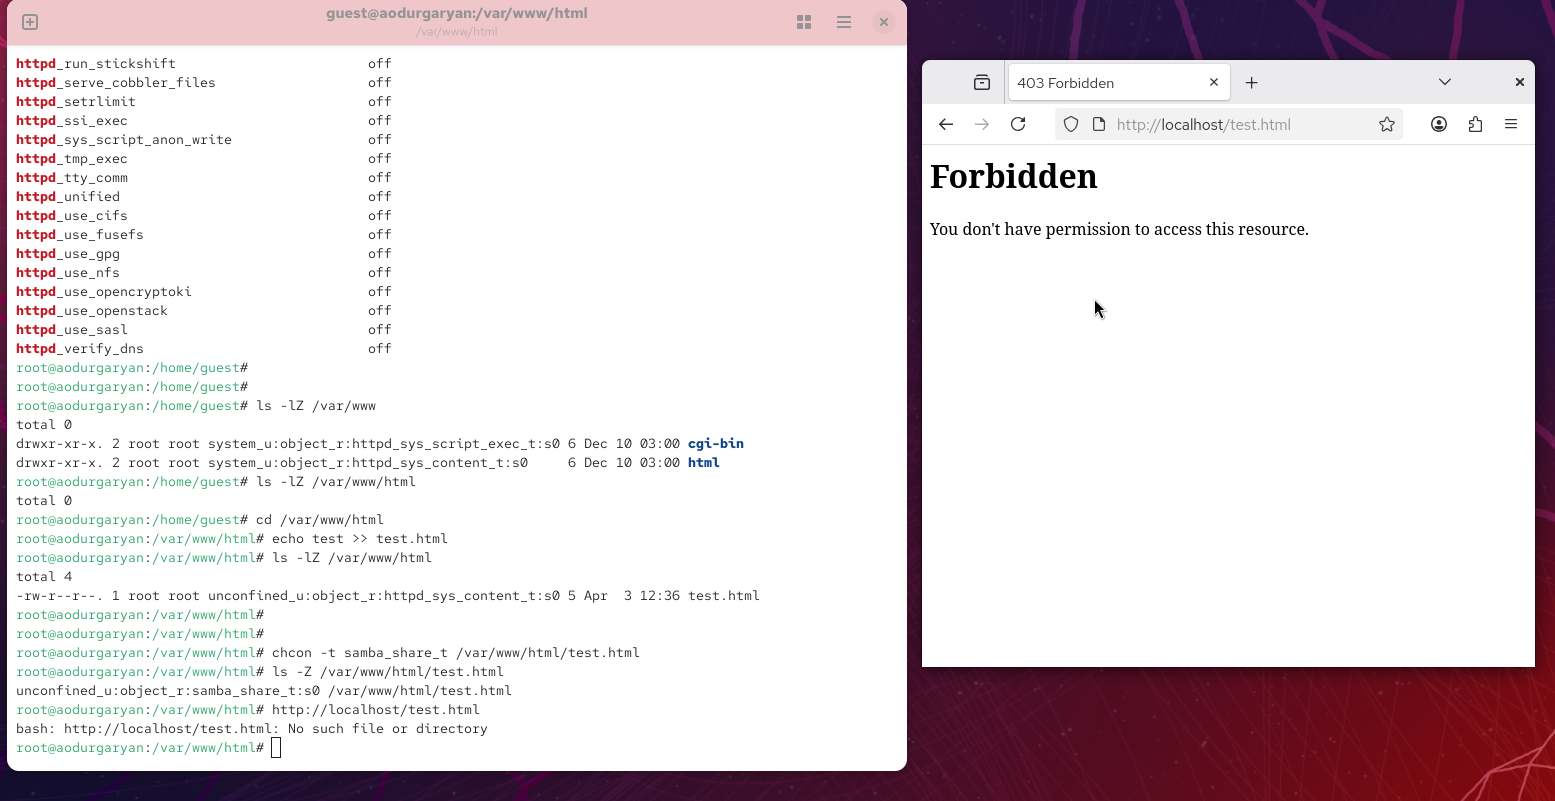 guest@aodurgaryan:/var/www/html
/var/www/html
httpd_run_stickshift                        off
httpd_serve_cobbler_files                   off
httpd_setrlimit                             off
httpd_ssi_exec                              off
httpd_sys_script_anon_write                 off
httpd_tmp_exec                              off
httpd_tty_comm                              off
httpd_unified                               off
httpd_use_cifs                              off
httpd_use_fusefs                            off
httpd_use_gpg                               off
httpd_use_nfs                               off
httpd_use_opencryptoki                      off
httpd_use_openstack                         off
httpd_use_sasl                              off
httpd_verify_dns                            off
root@aodurgaryan:/home/guest#
root@aodurgaryan:/home/guest#
root@aodurgaryan:/home/guest# ls -lZ /var/www
total 0
drwxr-xr-x. 2 root root system_u:object_r:httpd_sys_script_exec_t:s0 6 Dec 10 03:00 cgi-bin
drwxr-xr-x. 2 root root system_u:object_r:httpd_sys_content_t:s0     6 Dec 10 03:00 html
root@aodurgaryan:/home/guest# ls -lZ /var/www/html
total 0
root@aodurgaryan:/home/guest# cd /var/www/html
root@aodurgaryan:/var/www/html# echo test >> test.html
root@aodurgaryan:/var/www/html# ls -lZ /var/www/html
total 4
-rw-r--r--. 1 root root unconfined_u:object_r:httpd_sys_content_t:s0 5 Apr  3 12:36 test.html
root@aodurgaryan:/var/www/html#
root@aodurgaryan:/var/www/html#
root@aodurgaryan:/var/www/html# chcon -t samba_share_t /var/www/html/test.html
root@aodurgaryan:/var/www/html# ls -Z /var/www/html/test.html
unconfined_u:object_r:samba_share_t:s0 /var/www/html/test.html
root@aodurgaryan:/var/www/html# http://localhost/test.html
bash: http://localhost/test.html: No such file or directory
root@aodurgaryan:/var/www/html#
403 Forbidden
http://localhost/test.html
Forbidden
You don't have permission to access this resource.